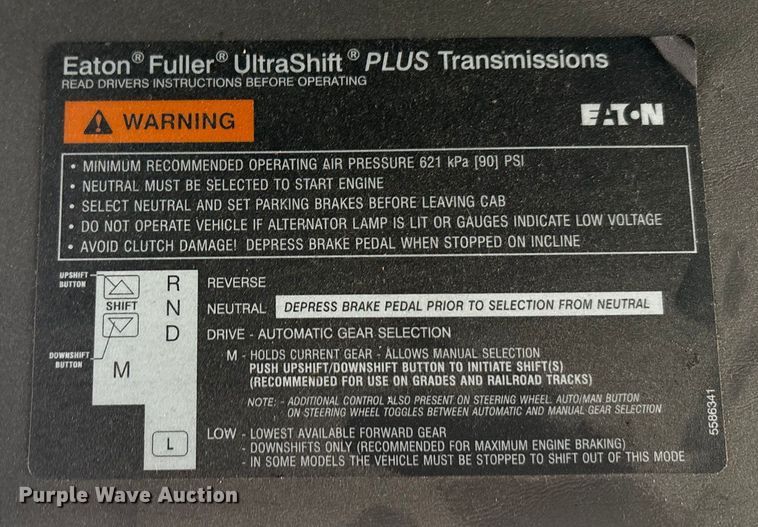 Eaton® Fuller® UltraShift® PLUS Transmissions
READ DRIVERS INSTRUCTIONS BEFORE OPERATING
WARNING
EATON
• MINIMUM RECOMMENDED OPERATING AIR PRESSURE 621 kPa [90] PSI
• NEUTRAL MUST BE SELECTED TO START ENGINE
• SELECT NEUTRAL AND SET PARKING BRAKES BEFORE LEAVING CAB
• DO NOT OPERATE VEHICLE IF ALTERNATOR LAMP IS LIT OR GAUGES INDICATE LOW VOLTAGE
• AVOID CLUTCH DAMAGE! DEPRESS BRAKE PEDAL WHEN STOPPED ON INCLINE
UPSHIFT
BUTTON
SHIFT
DOWNSHIFT
BUTTON
R REVERSE
N NEUTRAL DEPRESS BRAKE PEDAL PRIOR TO SELECTION FROM NEUTRAL
D DRIVE - AUTOMATIC GEAR SELECTION
M M - HOLDS CURRENT GEAR - ALLOWS MANUAL SELECTION
PUSH UPSHIFT/DOWNSHIFT BUTTON TO INITIATE SHIFT(S)
(RECOMMENDED FOR USE ON GRADES AND RAILROAD TRACKS)
NOTE: - ADDITIONAL CONTROL ALSO PRESENT ON STEERING WHEEL. AUTO/MAN BUTTON
ON STEERING WHEEL TOGGLES BETWEEN AUTOMATIC AND MANUAL GEAR SELECTION
L LOW - LOWEST AVAILABLE FORWARD GEAR
- DOWNSHIFTS ONLY (RECOMMENDED FOR MAXIMUM ENGINE BRAKING)
- IN SOME MODELS THE VEHICLE MUST BE STOPPED TO SHIFT OUT OF THIS MODE
5586341
Purple Wave Auction